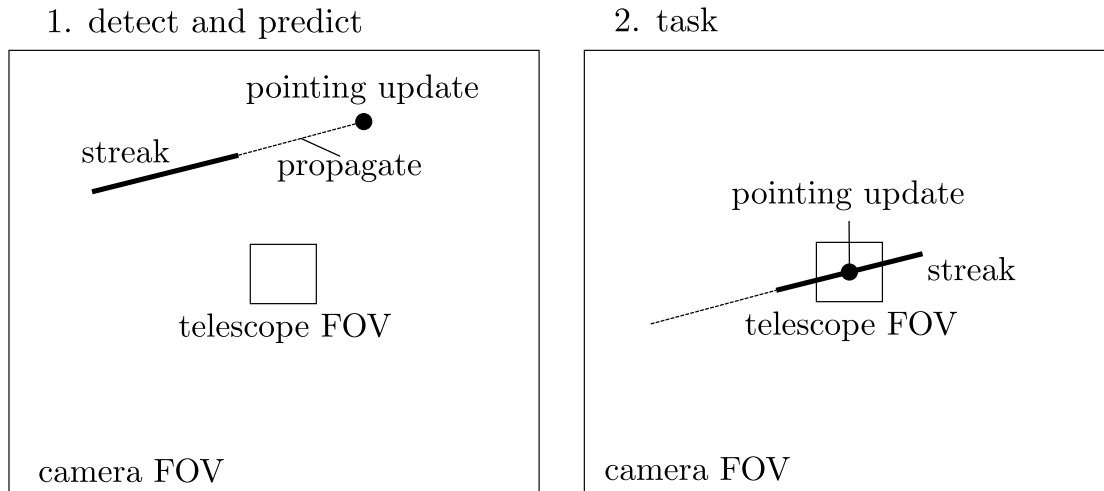 1. detect and predict
pointing update
streak
propagate
telescope FOV
camera FOV
2. task
pointing update
streak
telescope FOV
camera FOV